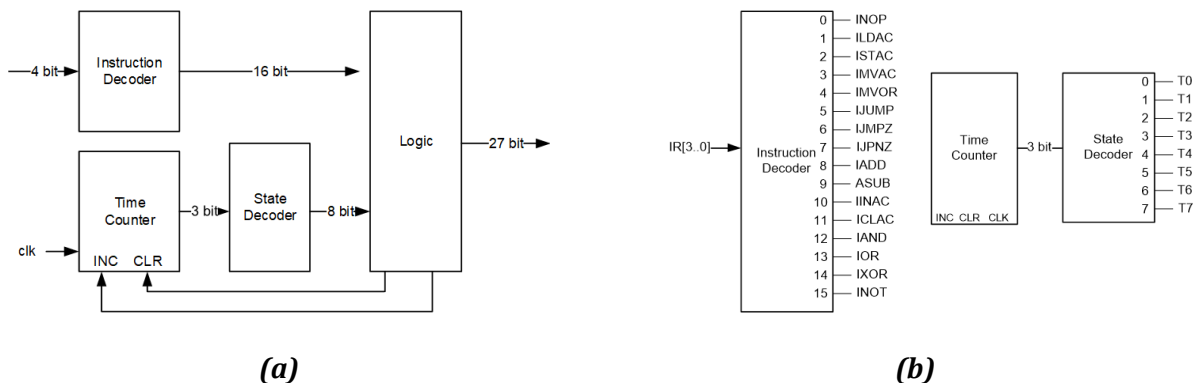 4 bit
Instruction
Decoder
16 bit
Logic
27 bit
Time
Counter
3 bit
State
Decoder
8 bit
clk
INC CLR
(a)
IR[3..0]
Instruction
Decoder
0 INOP
1 ILDAC
2 ISTAC
3 IMVAC
4 IMVOR
5 IJUMP
6 IJMPZ
7 IJPNZ
8 IADD
9 ASUB
10 IINAC
11 ICLAC
12 IAND
13 IOR
14 IXOR
15 INOT
Time
Counter
INC CLR CLK
3 bit
State
Decoder
0 T0
1 T1
2 T2
3 T3
4 T4
5 T5
6 T6
7 T7
(b)